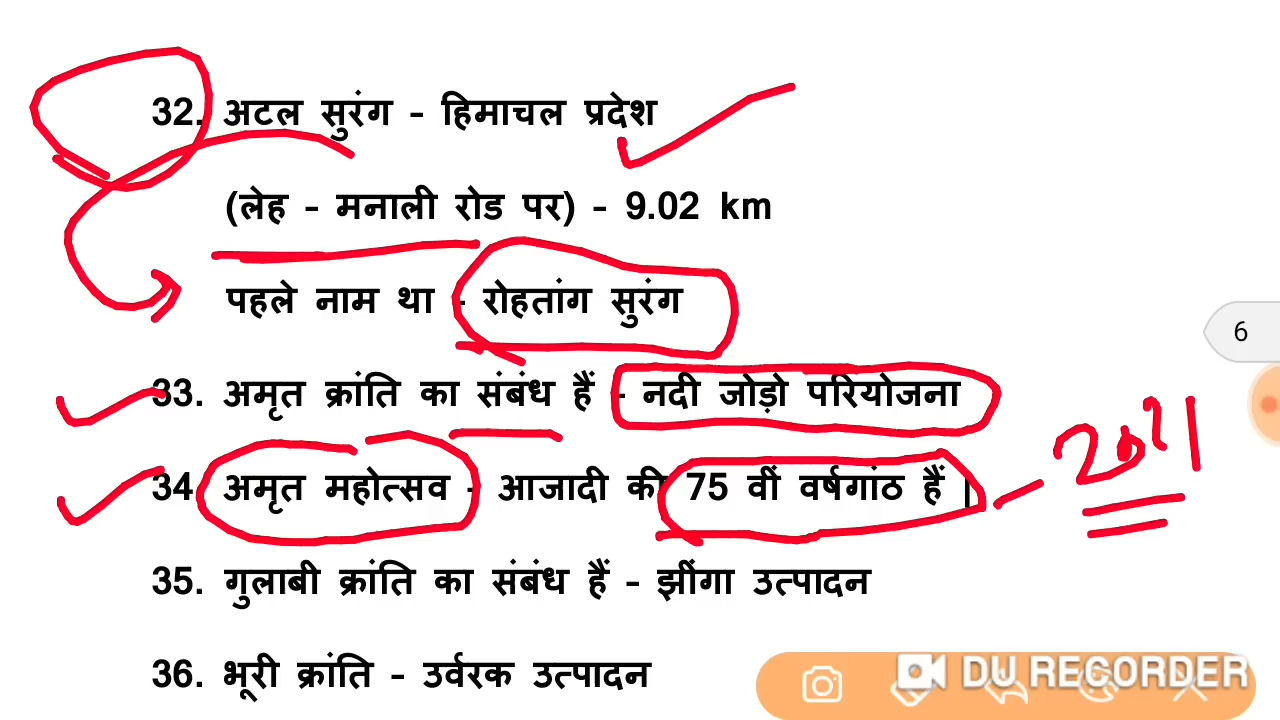 32. अटल सुरंग - हिमाचल प्रदेश
(लेह - मनाली रोड पर) - 9.02 km
पहले नाम था - रोहतांग सुरंग
6
33. अमृत क्रांति का संबंध हैं - नदी जोड़ो परियोजना
34. अमृत महोत्सव - आजादी की 75 वीं वर्षगांठ हैं |
2021
35. गुलाबी क्रांति का संबंध हैं - झींगा उत्पादन
36. भूरी क्रांति - उर्वरक उत्पादन
DU RECORDER